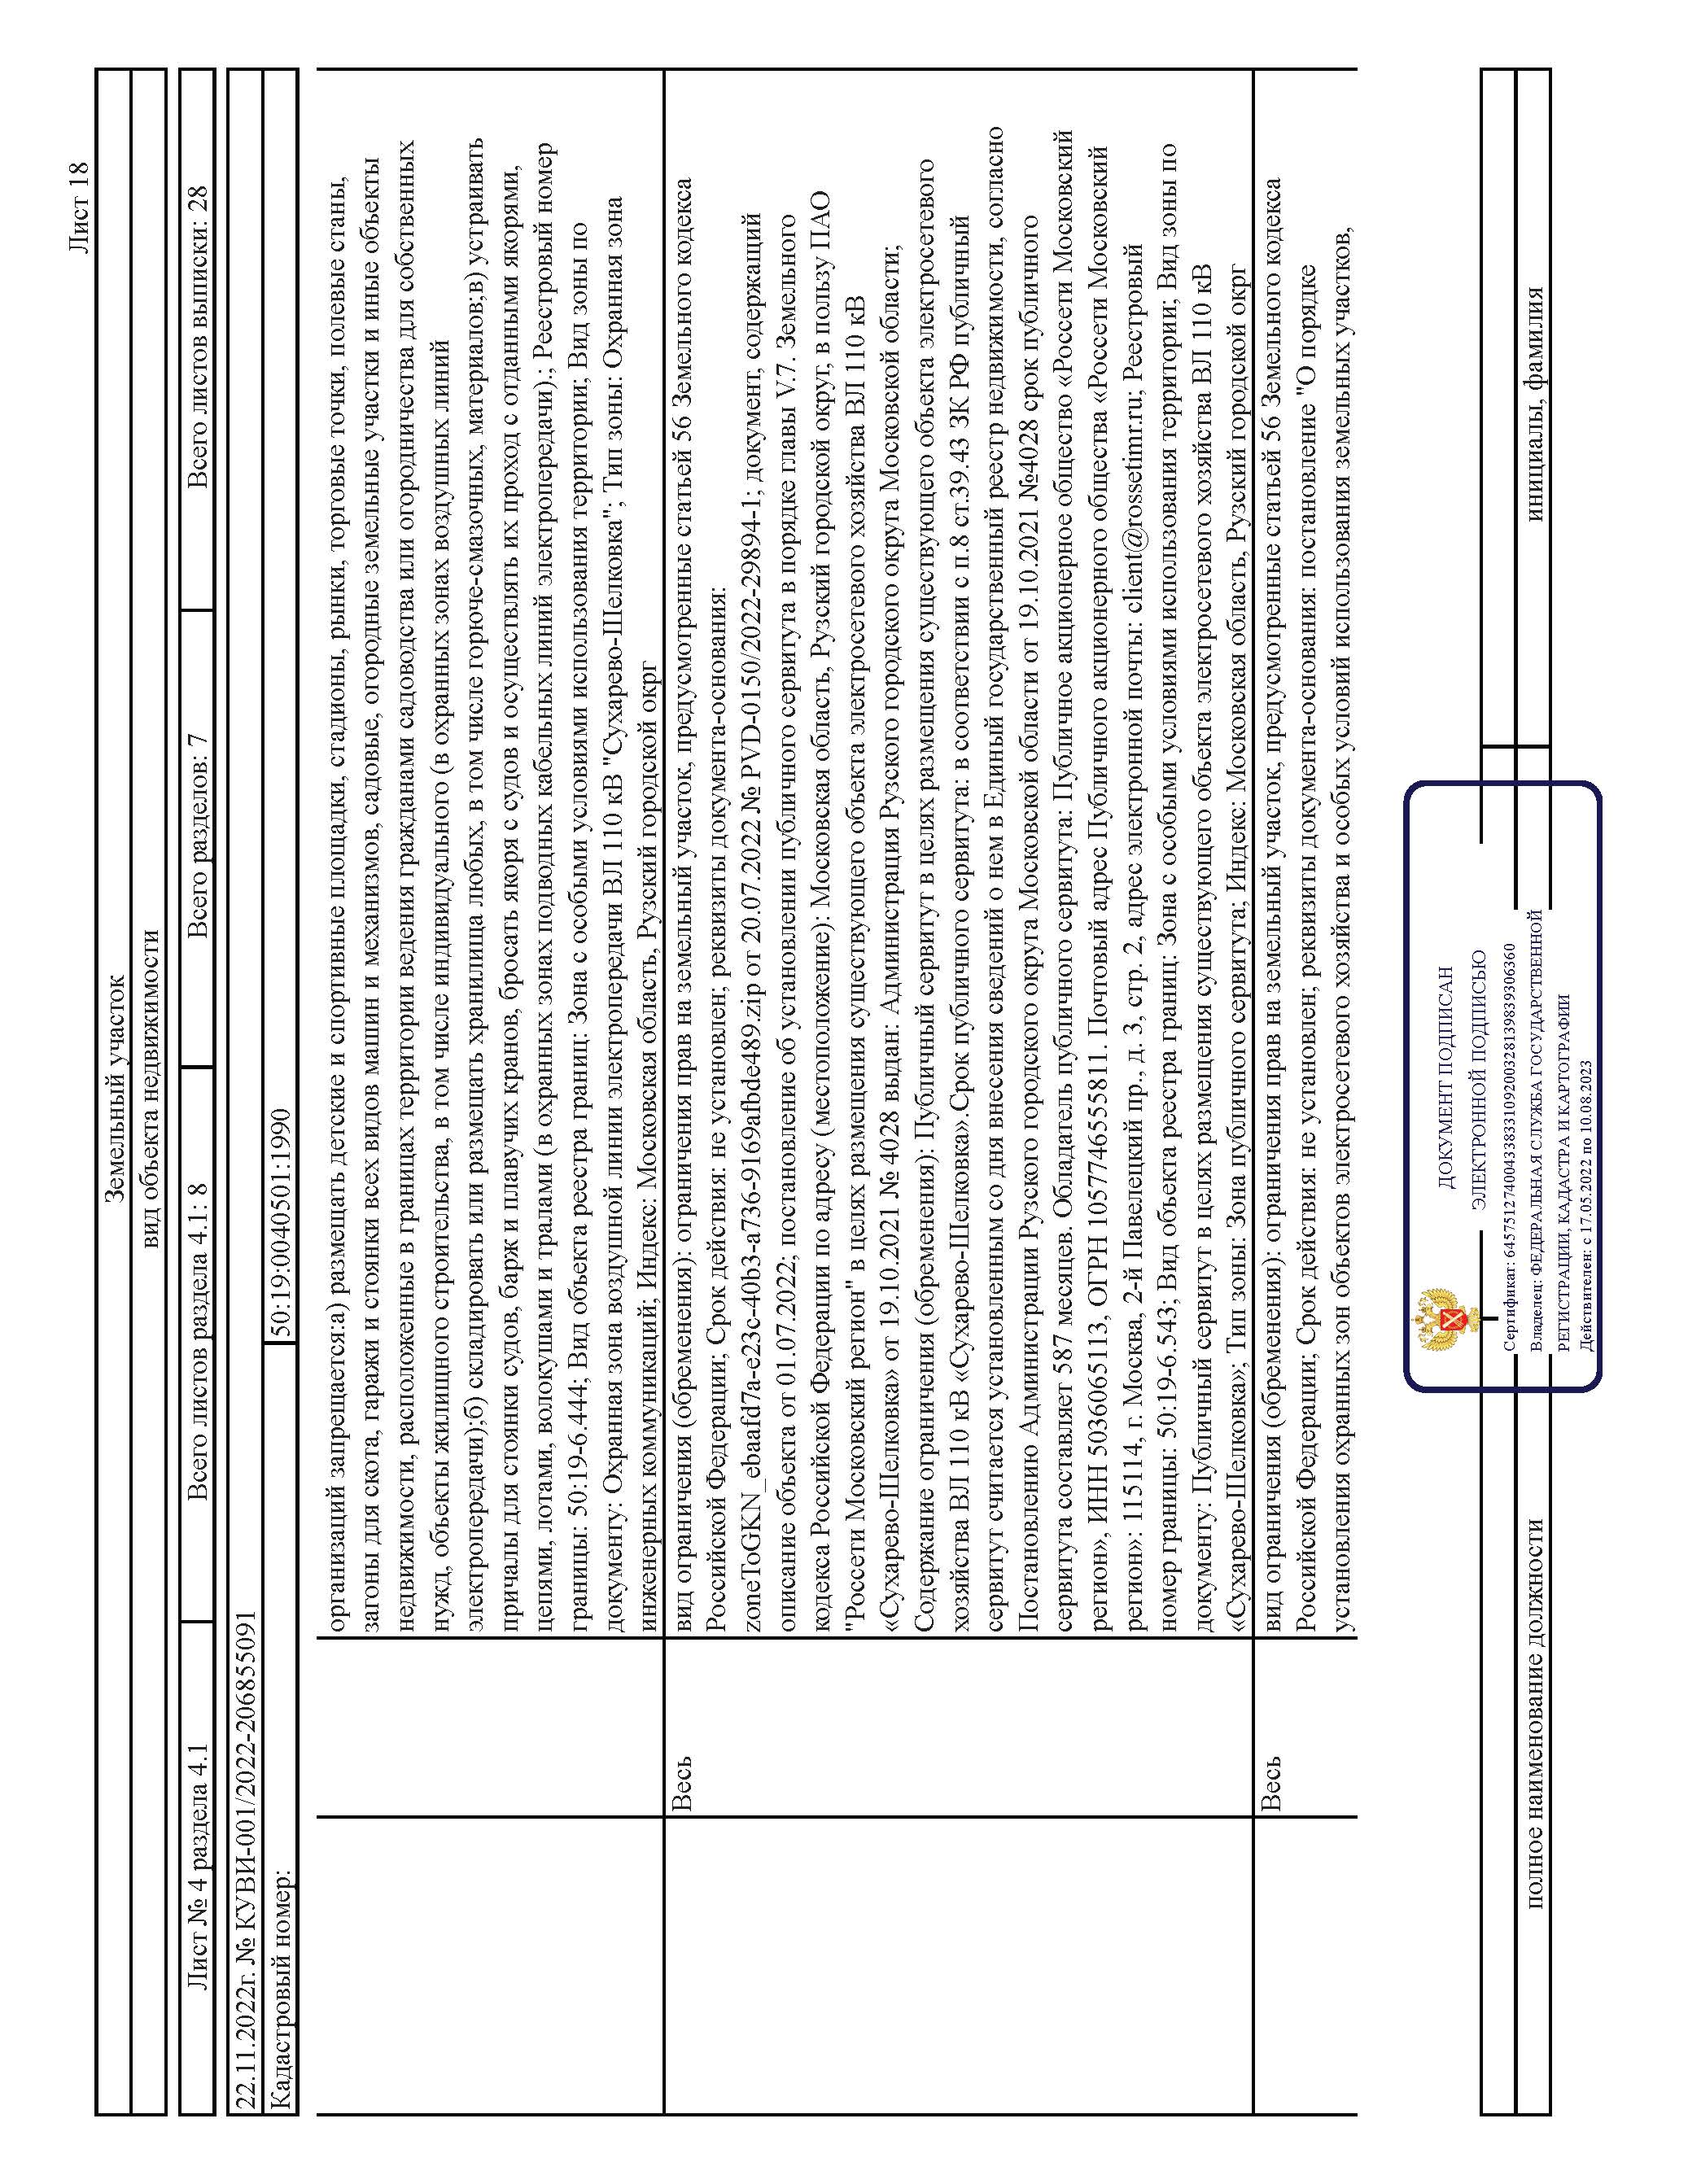 Лист 18
Земельный участок
вид объекта недвижимости
Лист № 4 раздела 4.1
Всего листов раздела 4.1: 8
Всего разделов: 7
Всего листов выписки: 28
22.11.2022г. № КУВИ-001/2022-206855091
Кадастровый номер:
50:19:0040501:1990
организаций запрещается:а) размещать детские и спортивные площадки, стадионы, рынки, торговые точки, полевые станы,
загоны для скота, гаражи и стоянки всех видов машин и механизмов, садовые, огородные земельные участки и иные объекты
недвижимости, расположенные в границах территории ведения гражданами садоводства или огородничества для собственных
нужд, объекты жилищного строительства, в том числе индивидуального (в охранных зонах воздушных линий
электропередачи);б) складировать или размещать хранилища любых, в том числе горюче-смазочных, материалов;в) устраивать
причалы для стоянки судов, барж и плавучих кранов, бросать якоря с судов и осуществлять их проход с отданными якорями,
цепями, лотами, волокушами и тралами (в охранных зонах подводных кабельных линий электропередачи).; Реестровый номер
границы: 50:19-6.444; Вид объекта реестра границ: Зона с особыми условиями использования территории; Вид зоны по
документу: Охранная зона воздушной линии электропередачи ВЛ 110 кВ "Сухарево-Шелковка"; Тип зоны: Охранная зона
инженерных коммуникаций; Индекс: Московская область, Рузский городской окрг
Весь
вид ограничения (обременения): ограничения прав на земельный участок, предусмотренные статьей 56 Земельного кодекса
Российской Федерации; Срок действия: не установлен; реквизиты документа-основания:
zoneToGKN_ebaafd7a-e23c-40b3-a736-9169afbde489.zip от 20.07.2022 № PVD-0150/2022-29894-1; документ, содержащий
описание объекта от 01.07.2022; постановление об установлении публичного сервитута в порядке главы V.7. Земельного
кодекса Российской Федерации по адресу (местоположение): Московская область, Рузский городской округ, в пользу ПАО
"Россети Московский регион" в целях размещения существующего объекта электросетевого хозяйства ВЛ 110 кВ
«Сухарево-Шелковка» от 19.10.2021 № 4028 выдан: Администрация Рузского городского округа Московской области;
Содержание ограничения (обременения): Публичный сервитут в целях размещения существующего объекта электросетевого
хозяйства ВЛ 110 кВ «Сухарево-Шелковка».Срок публичного сервитута: в соответствии с п.8 ст.39.43 ЗК РФ публичный
сервитут считается установленным со дня внесения сведений о нем в Единый государственный реестр недвижимости, согласно
Постановлению Администрации Рузского городского округа Московской области от 19.10.2021 №4028 срок публичного
сервитута составляет 587 месяцев. Обладатель публичного сервитута: Публичное акционерное общество «Россети Московский
регион», ИНН 5036065113, ОГРН 1057746555811. Почтовый адрес Публичного акционерного общества «Россети Московский
регион»: 115114, г. Москва, 2-й Павелецкий пр., д. 3, стр. 2, адрес электронной почты: client@rossetimr.ru; Реестровый
номер границы: 50:19-6.543; Вид объекта реестра границ: Зона с особыми условиями использования территории; Вид зоны по
документу: Публичный сервитут в целях размещения существующего объекта электросетевого хозяйства ВЛ 110 кВ
«Сухарево-Шелковка»; Тип зоны: Зона публичного сервитута; Индекс: Московская область, Рузский городской окрг
Весь
вид ограничения (обременения): ограничения прав на земельный участок, предусмотренные статьей 56 Земельного кодекса
Российской Федерации; Срок действия: не установлен; реквизиты документа-основания: постановление "О порядке
установления охранных зон объектов электросетевого хозяйства и особых условий использования земельных участков,
ДОКУМЕНТ ПОДПИСАН
ЭЛЕКТРОННОЙ ПОДПИСЬЮ
Сертификат: 64575127400433833109200328139839306360
Владелец: ФЕДЕРАЛЬНАЯ СЛУЖБА ГОСУДАРСТВЕННОЙ
РЕГИСТРАЦИИ, КАДАСТРА И КАРТОГРАФИИ
Действителен: с 17.05.2022 по 10.08.2023
полное наименование должности
инициалы, фамилия